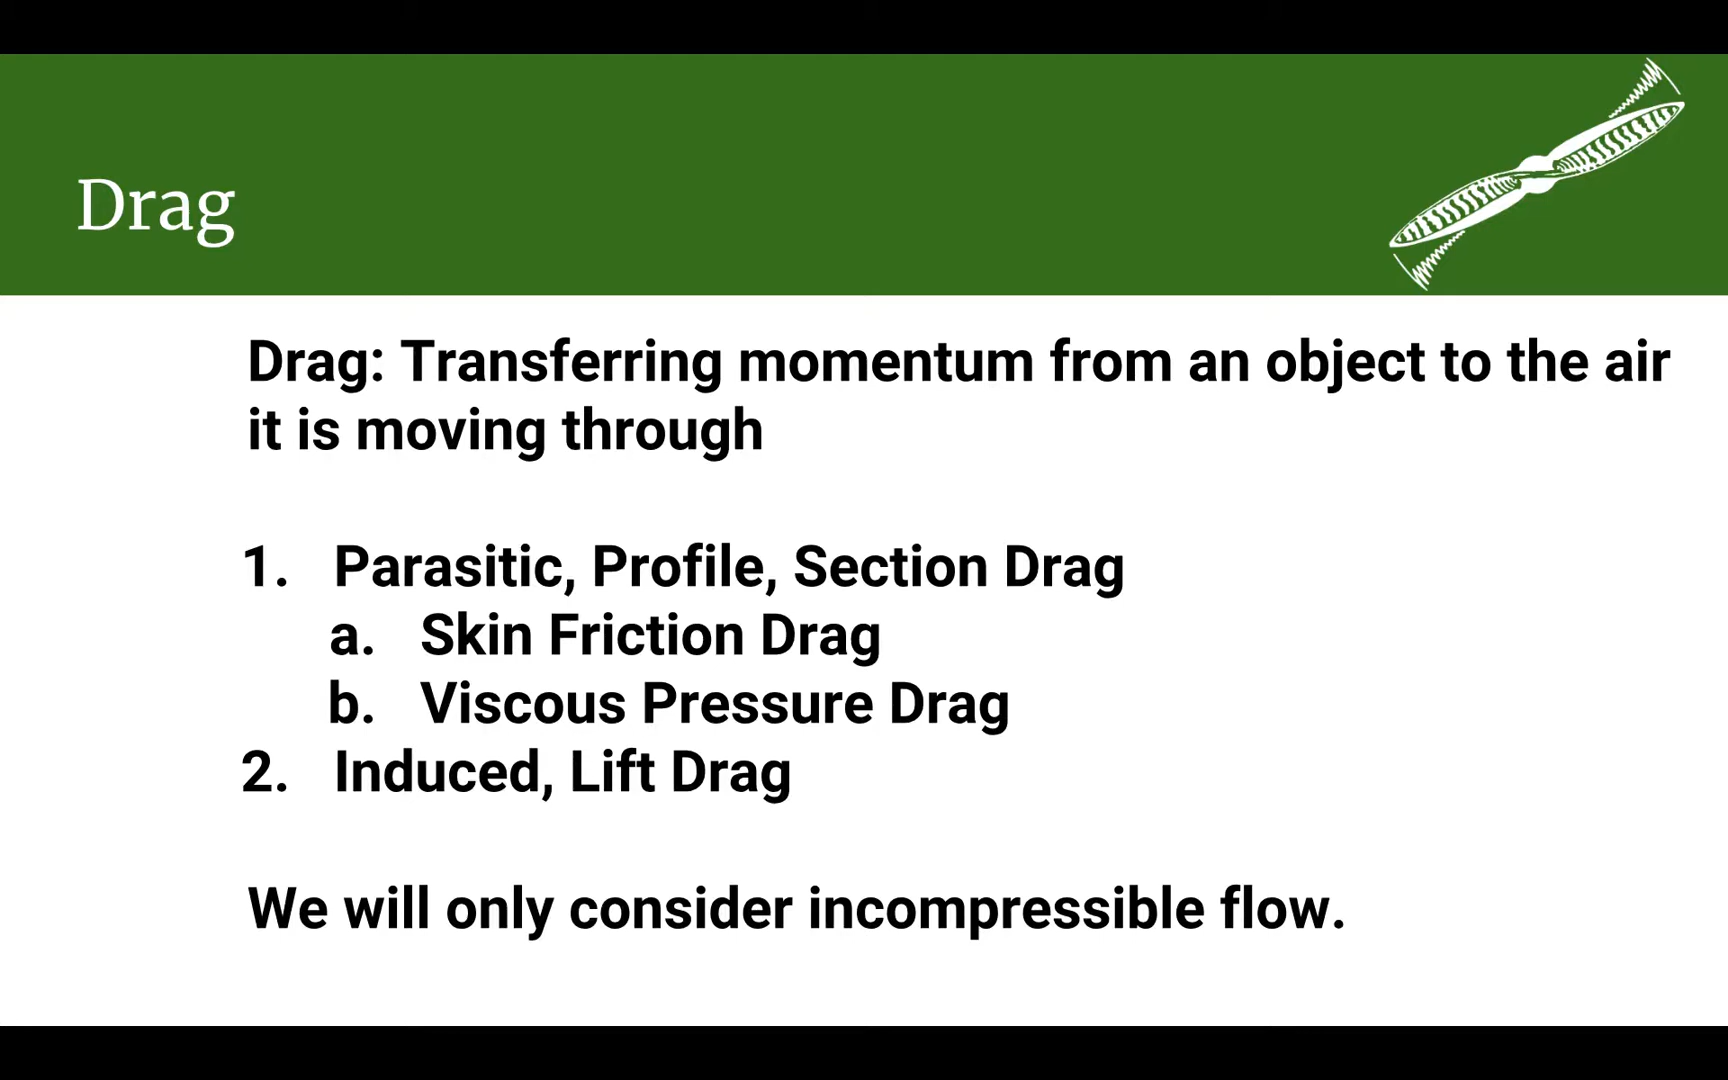 Drag
Drag: Transferring momentum from an object to the air
it is moving through
1. Parasitic, Profile, Section Drag
a. Skin Friction Drag
b. Viscous Pressure Drag
2. Induced, Lift Drag
We will only consider incompressible flow.